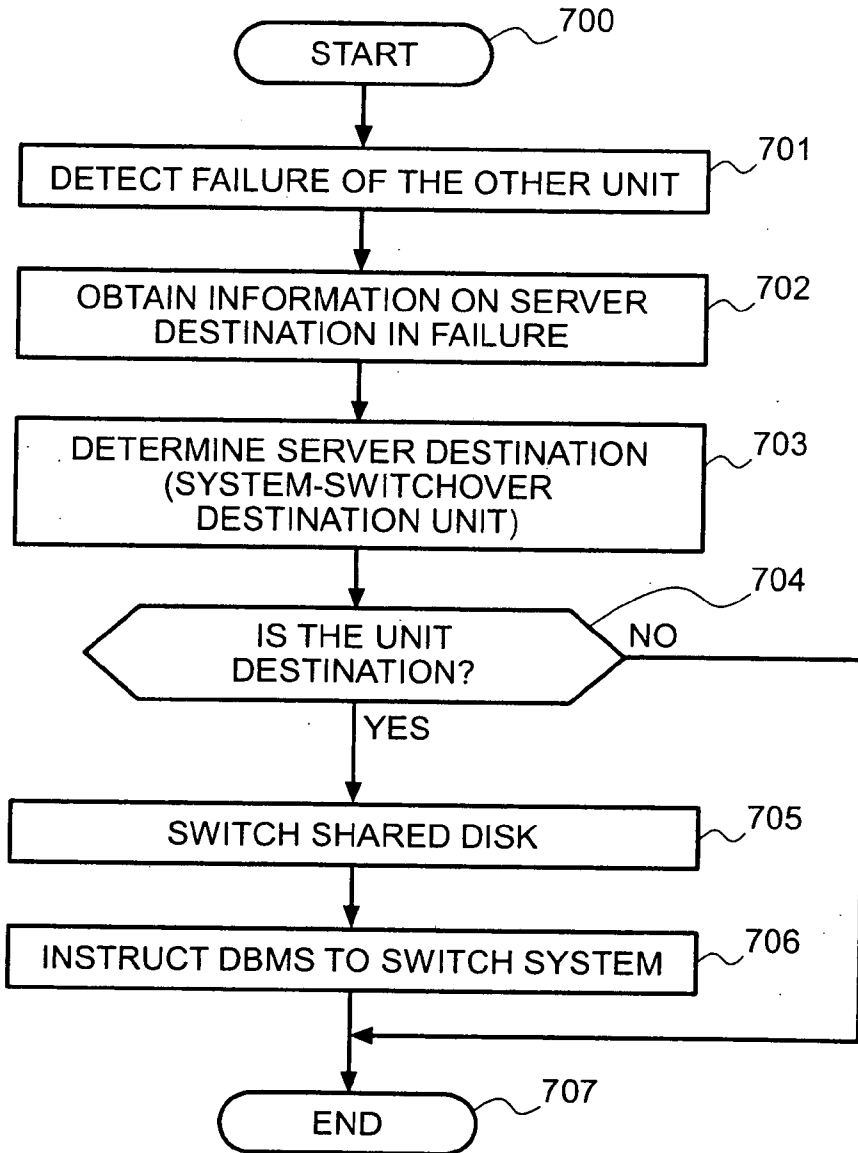 700
START
701
DETECT FAILURE OF THE OTHER UNIT
702
OBTAIN INFORMATION ON SERVER
DESTINATION IN FAILURE
703
DETERMINE SERVER DESTINATION
(SYSTEM-SWITCHOVER
DESTINATION UNIT)
704
IS THE UNIT
DESTINATION?
NO
YES
705
SWITCH SHARED DISK
706
INSTRUCT DBMS TO SWITCH SYSTEM
707
END